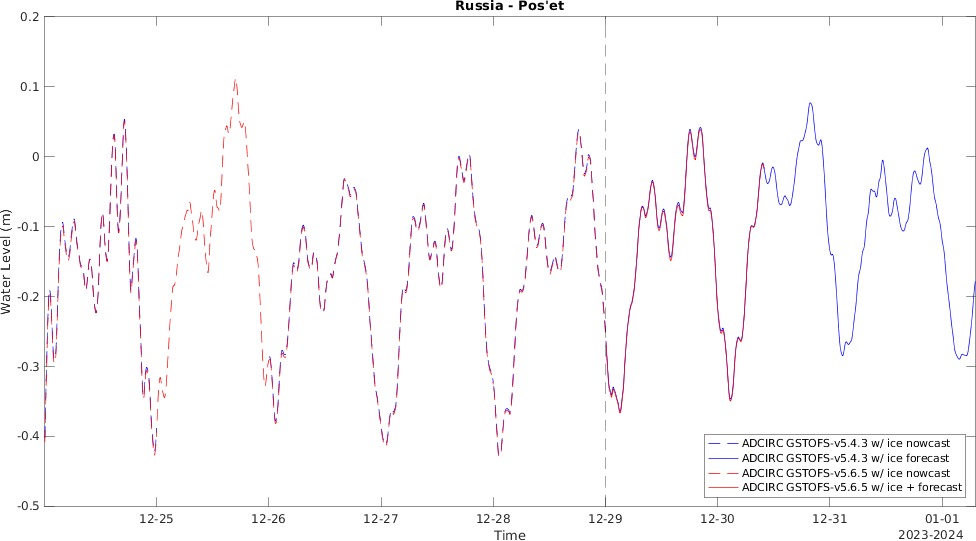 Russia - Pos'et
0.2
0.1
0
-0.1
-0.2
-0.3
-0.4
-0.5
Water Level (m)
12-25
12-26
12-27
12-28
12-29
12-30
12-31
01-01
Time
2023-2024
ADCIRC GSTOFS-v5.4.3 w/ ice nowcast
ADCIRC GSTOFS-v5.4.3 w/ ice forecast
ADCIRC GSTOFS-v5.6.5 w/ ice nowcast
ADCIRC GSTOFS-v5.6.5 w/ ice + forecast